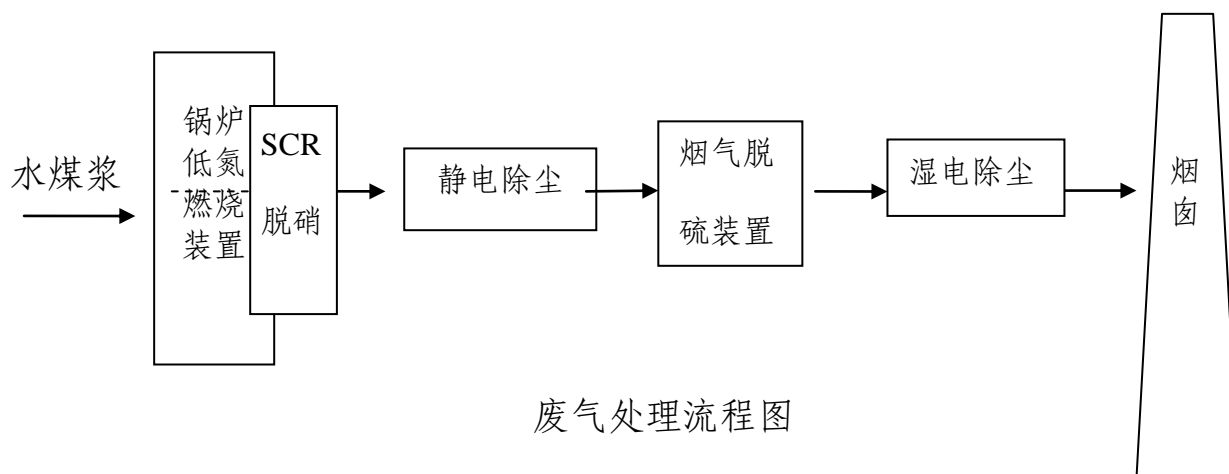 水煤浆
锅炉
低氮
燃烧
装置
SCR
脱硝
静电除尘
烟气脱
硫装置
湿电除尘
烟
囱
废气处理流程图